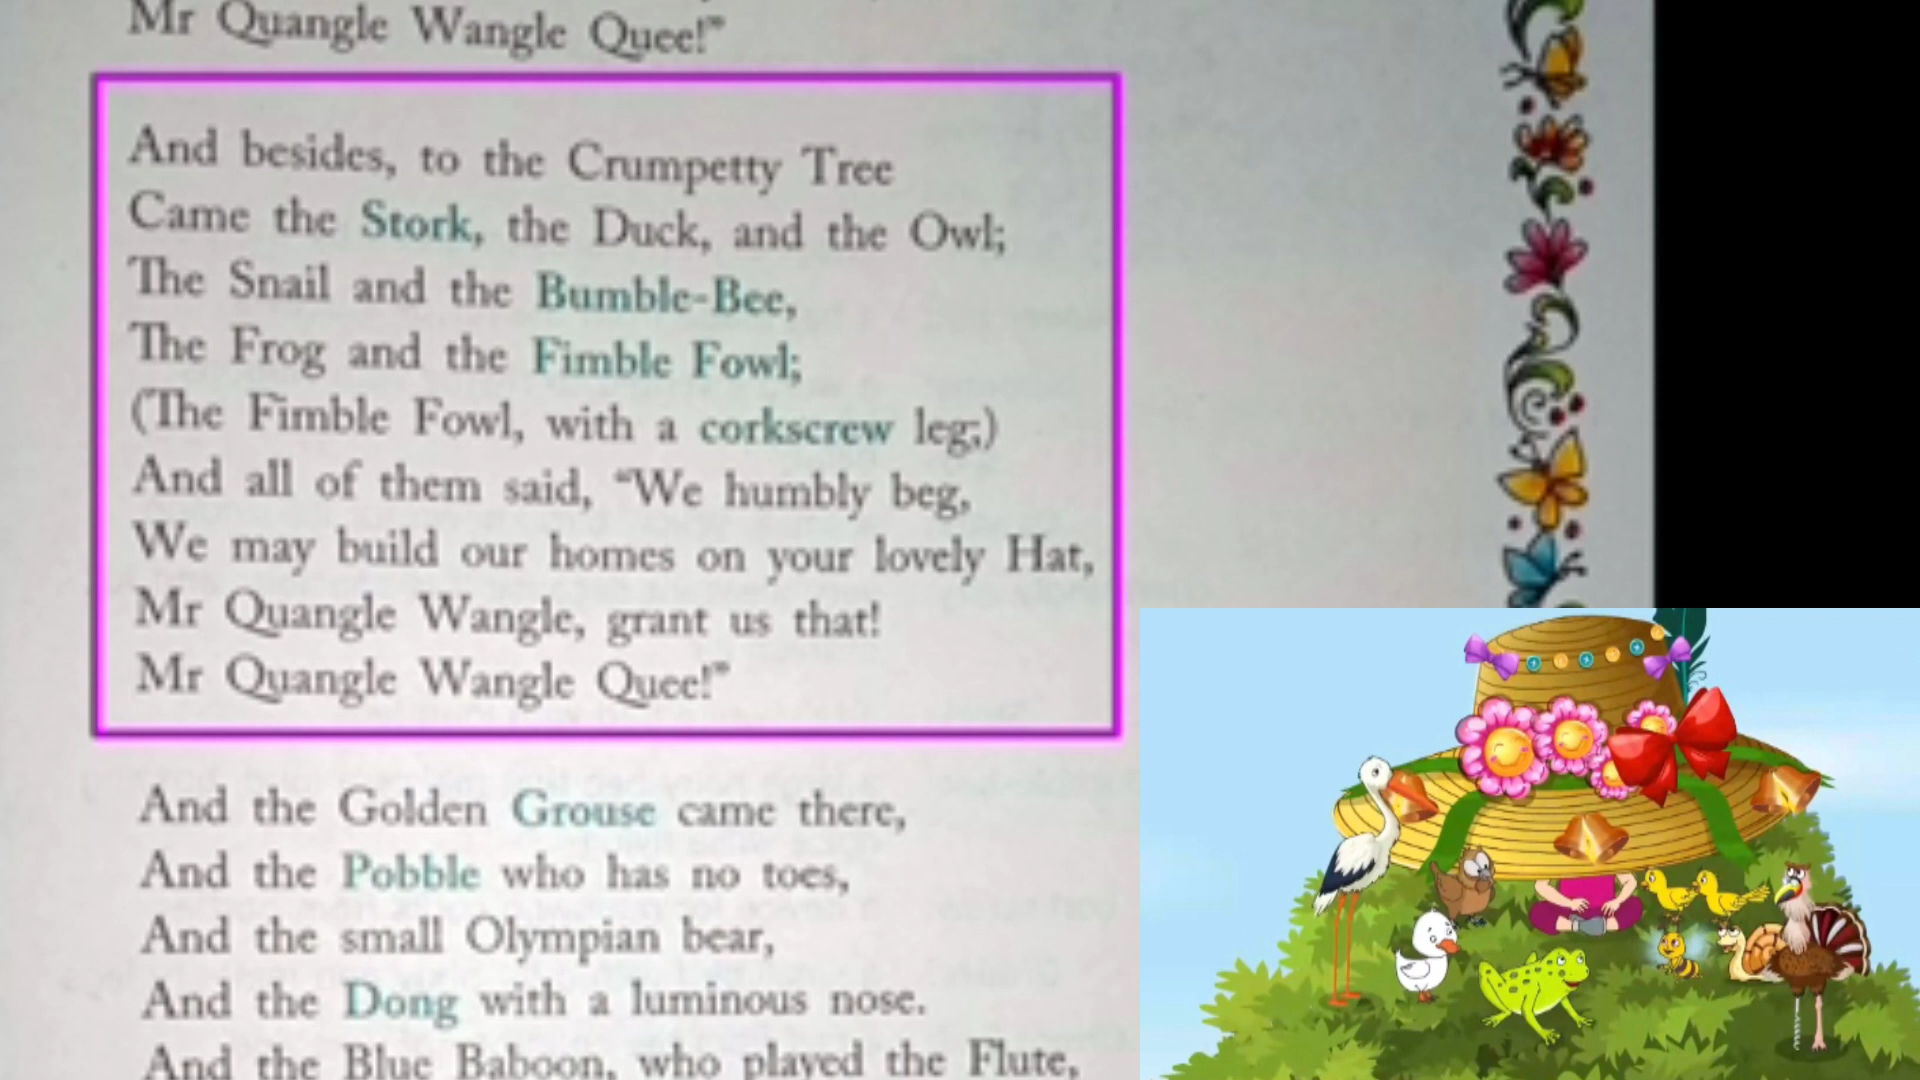 Mr Quangle Wangle Quee!”
And besides, to the Crumpetty Tree
Came the Stork, the Duck, and the Owl;
The Snail and the Bumble-Bee,
The Frog and the Fimble Fowl;
(The Fimble Fowl, with a corkscrew leg;)
And all of them said, “We humbly beg,
We may build our homes on your lovely Hat,
Mr Quangle Wangle, grant us that!
Mr Quangle Wangle Quee!”
And the Golden Grouse came there,
And the Pobble who has no toes,
And the small Olympian bear,
And the Dong with a luminous nose.
And the Blue Baboon, who played the Flute,